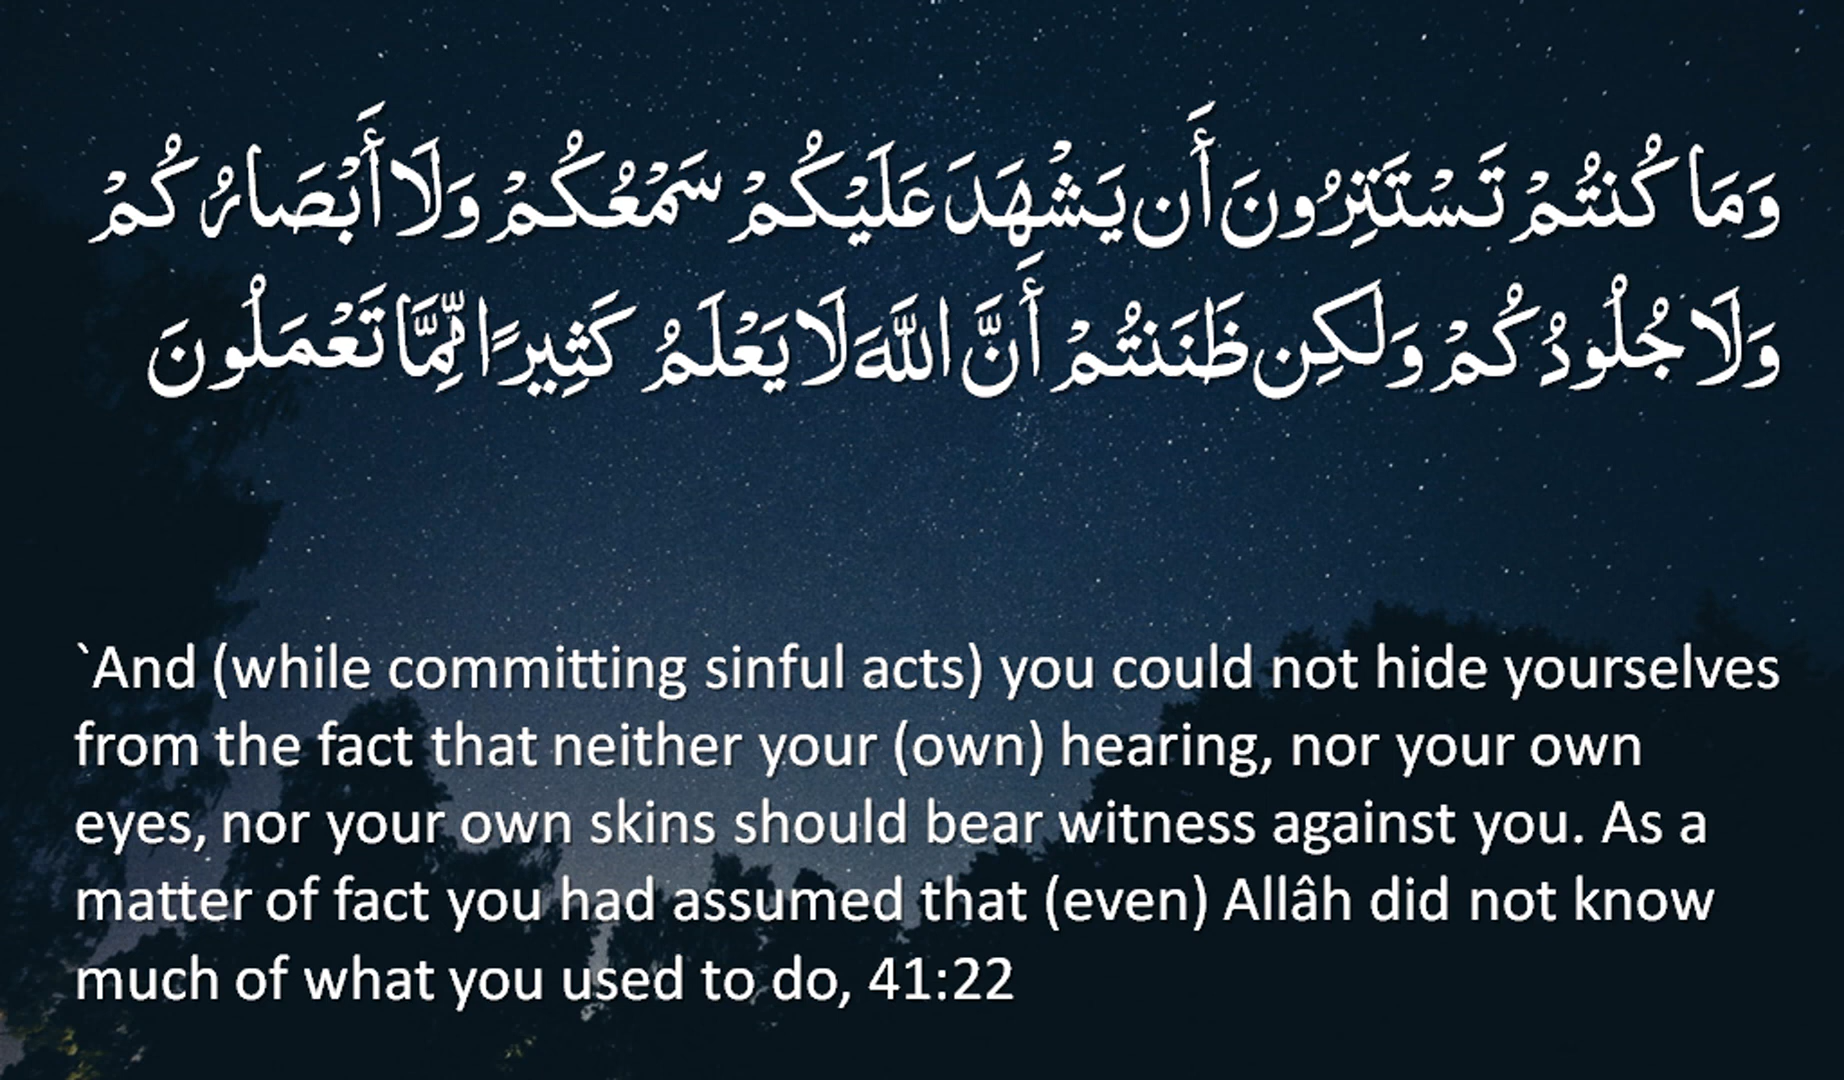 وَمَا كُنتُمْ تَسْتَتِرُونَ أَن يَشْهَدَ عَلَيْكُمْ سَمْعُكُمْ وَلَا أَبْصَارُكُمْ
وَلَا جُلُودُكُمْ وَلَكِن ظَنَنتُمْ أَنَّ اللَّهَ لَا يَعْلَمُ كَثِيرًا مِّمَّا تَعْمَلُونَ
`And (while committing sinful acts) you could not hide yourselves
from the fact that neither your (own) hearing, nor your own
eyes, nor your own skins should bear witness against you. As a
matter of fact you had assumed that (even) Allâh did not know
much of what you used to do, 41:22